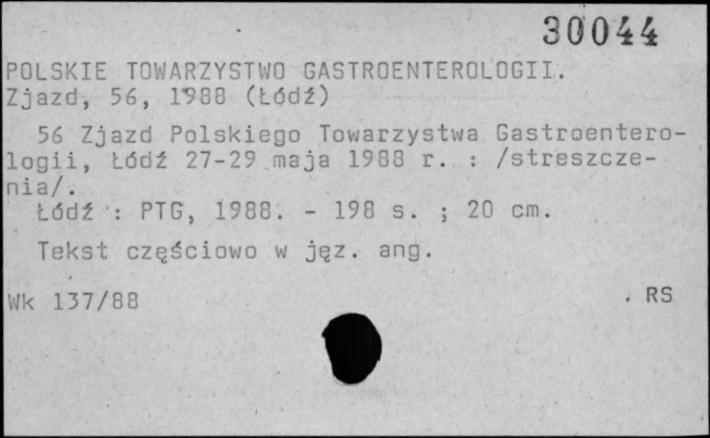 30044
POLSKIE TOWARZYSTWO GASTROENTEROLOGII.
Zjazd, 56, 1988 (Łódź)
56 Zjazd Polskiego Towarzystwa Gastroentero-
logii, Łódź 27-29 maja 1988 r. : /streszcze-
nia/.
Łódź : PTG, 1988. - 198 s. ; 20 cm.
Tekst częściowo w jęz. ang.
Wk 137/88
RS